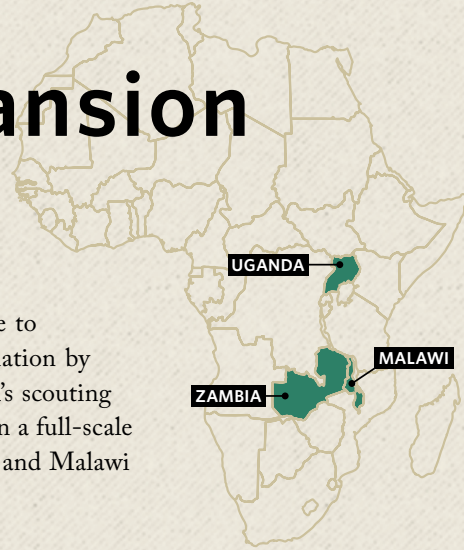 ansion
UGANDA
e to
ation by
MALAWI
's scouting
ZAMBIA
n a full-scale
and Malawi